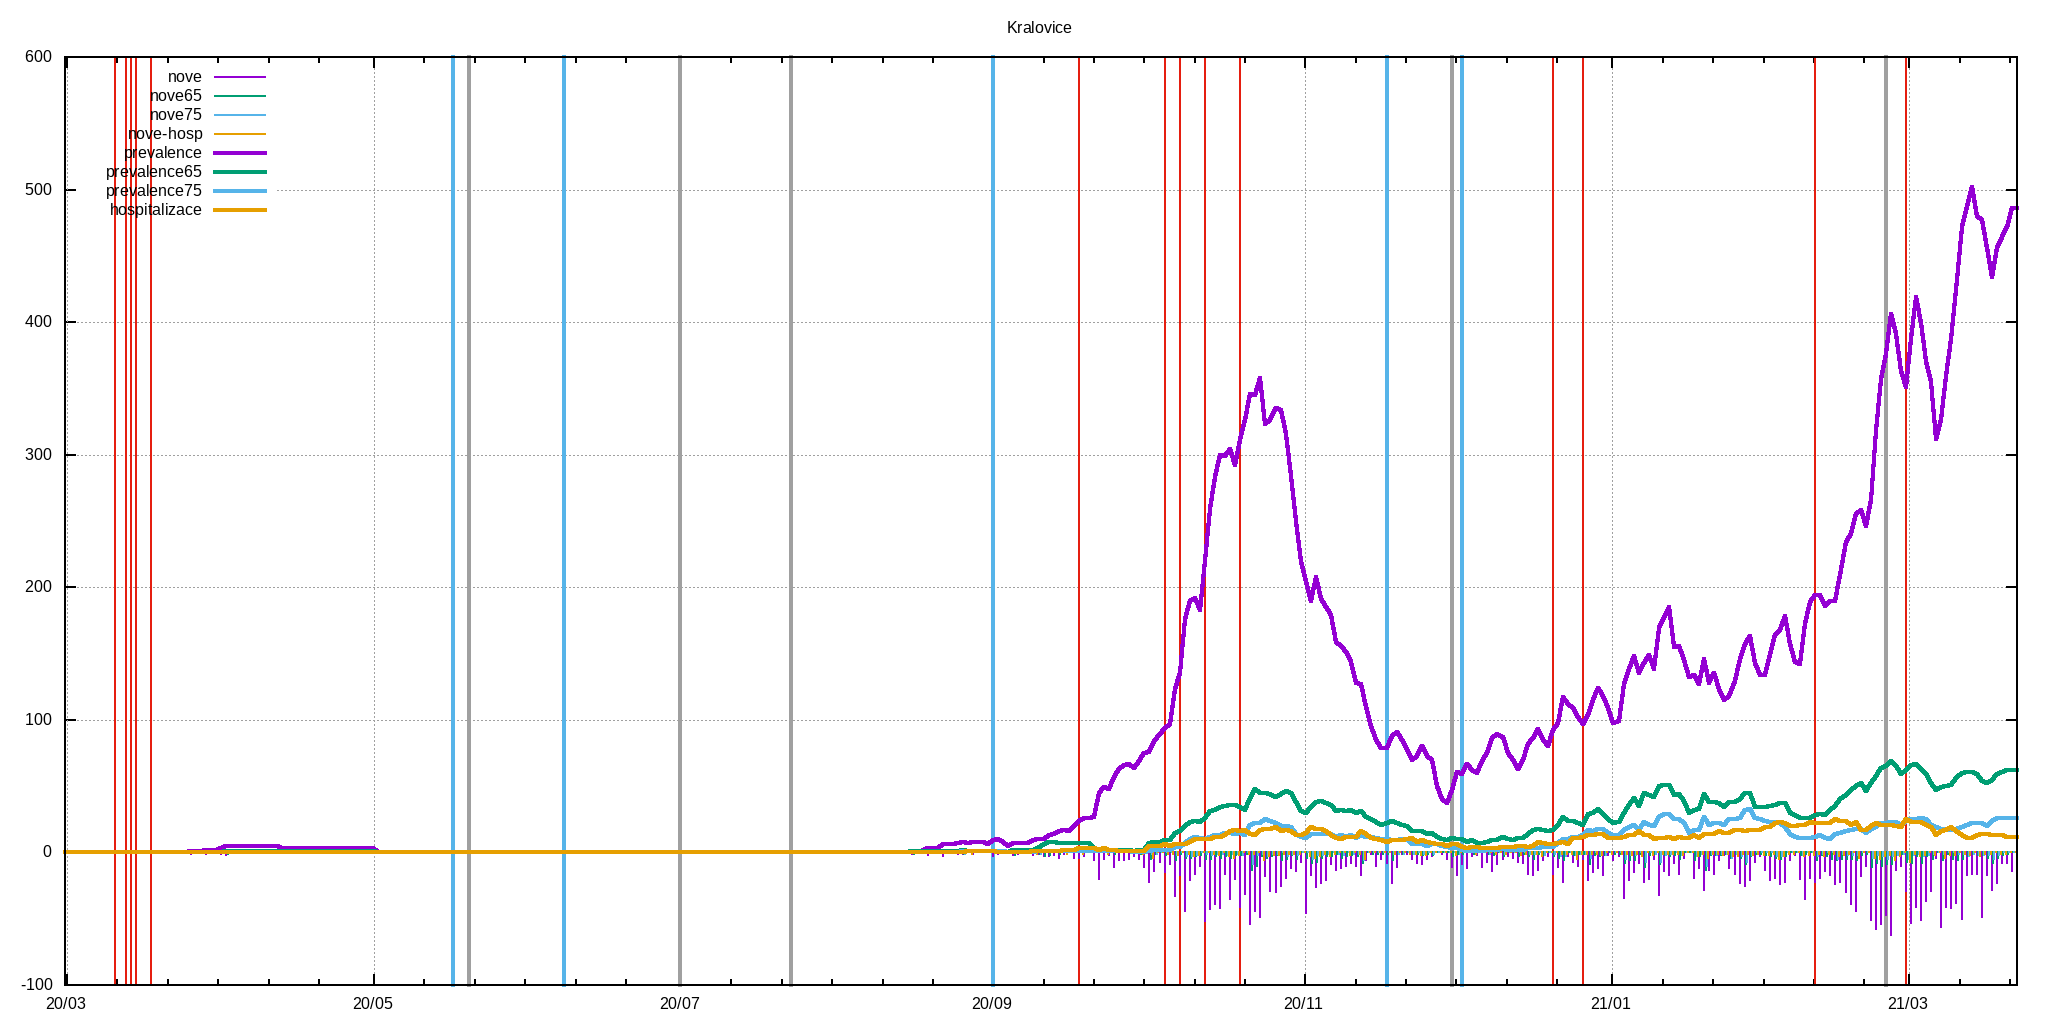 Kralovice
600
500
400
300
200
100
0
-100
nove
nove65
nove75
nove-hosp
prevalence
prevalence65
prevalence75
hospitalizace
20/03
20/05
20/07
20/09
20/11
21/01
21/03